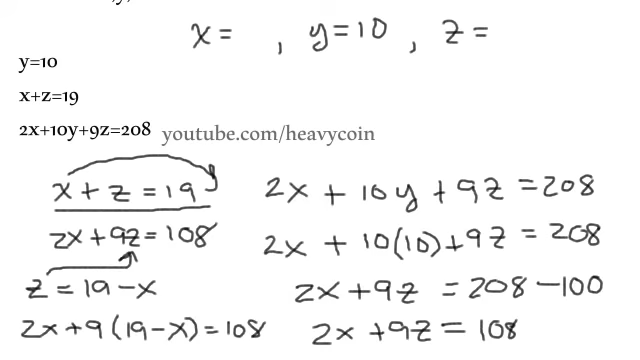 x= , y=10 , z=
y=10
x+z=19
2x+10y+9z=208
youtube.com/heavycoin
x+z=19
2x+9z=108
z=19-x
2x+9(19-x)=108
2x+10y+9z=208
2x+10(10)+9z=208
2x+9z=208-100
2x+9z=108